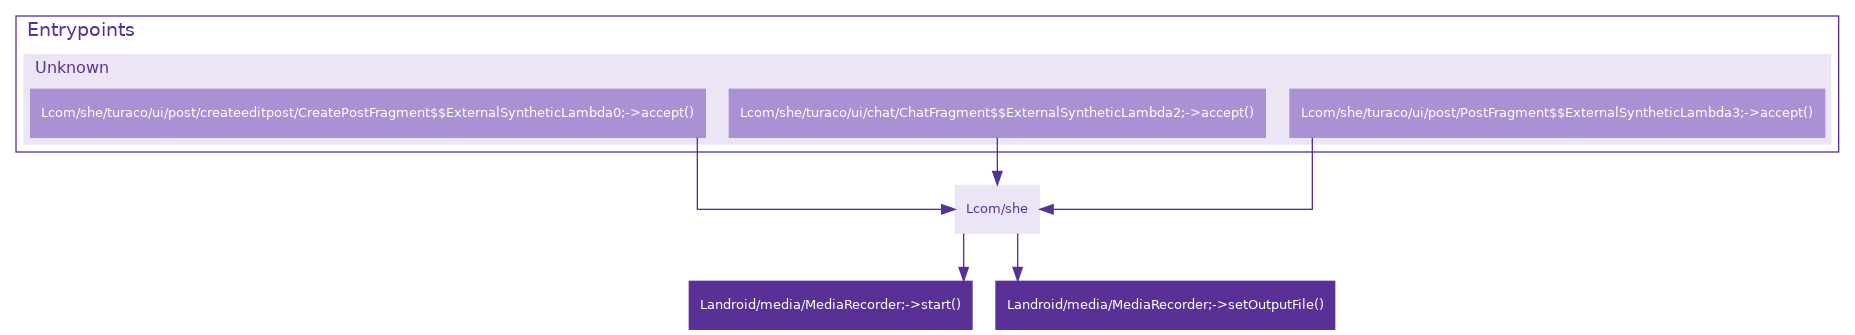 Entrypoints
Unknown
Lcom/she/turaco/ui/post/createeditpost/CreatePostFragment$$ExternalSyntheticLambda0;->accept()
Lcom/she/turaco/ui/chat/ChatFragment$$ExternalSyntheticLambda2;->accept()
Lcom/she/turaco/ui/post/PostFragment$$ExternalSyntheticLambda3;->accept()
Lcom/she
Landroid/media/MediaRecorder;->start()
Landroid/media/MediaRecorder;->setOutputFile()